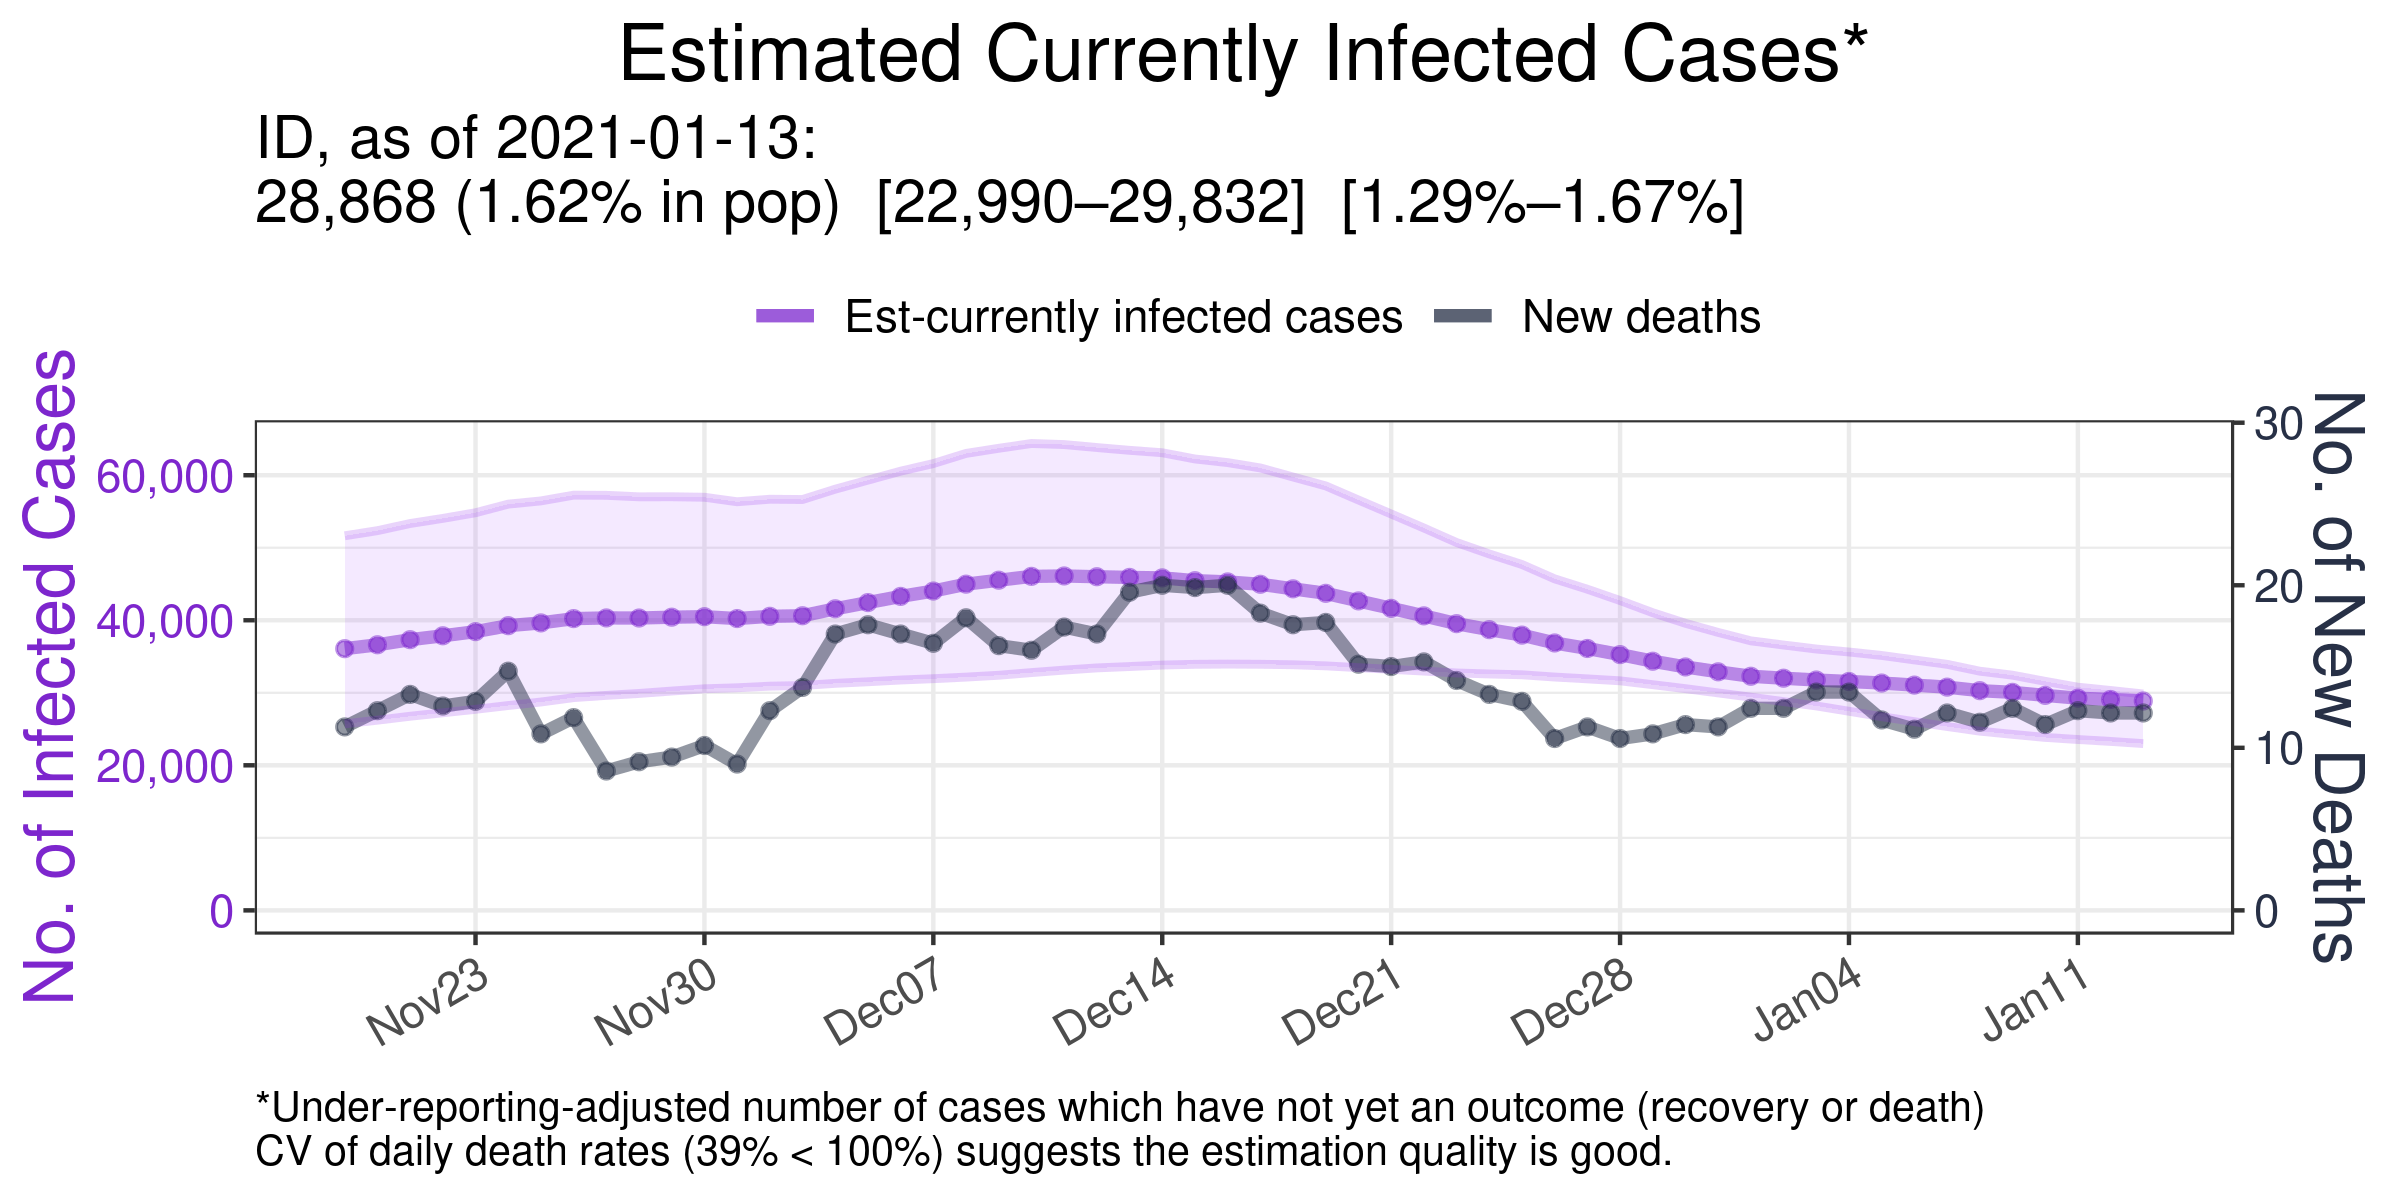 Estimated Currently Infected Cases*
ID, as of 2021-01-13:
28,868 (1.62% in pop)  [22,990–29,832]  [1.29%–1.67%]
Est-currently infected cases
New deaths
No. of Infected Cases
60,000
40,000
20,000
0
30
20
10
0
No. of New Deaths
Nov23
Nov30
Dec07
Dec14
Dec21
Dec28
Jan04
Jan11
*Under-reporting-adjusted number of cases which have not yet an outcome (recovery or death)
CV of daily death rates (39% < 100%) suggests the estimation quality is good.